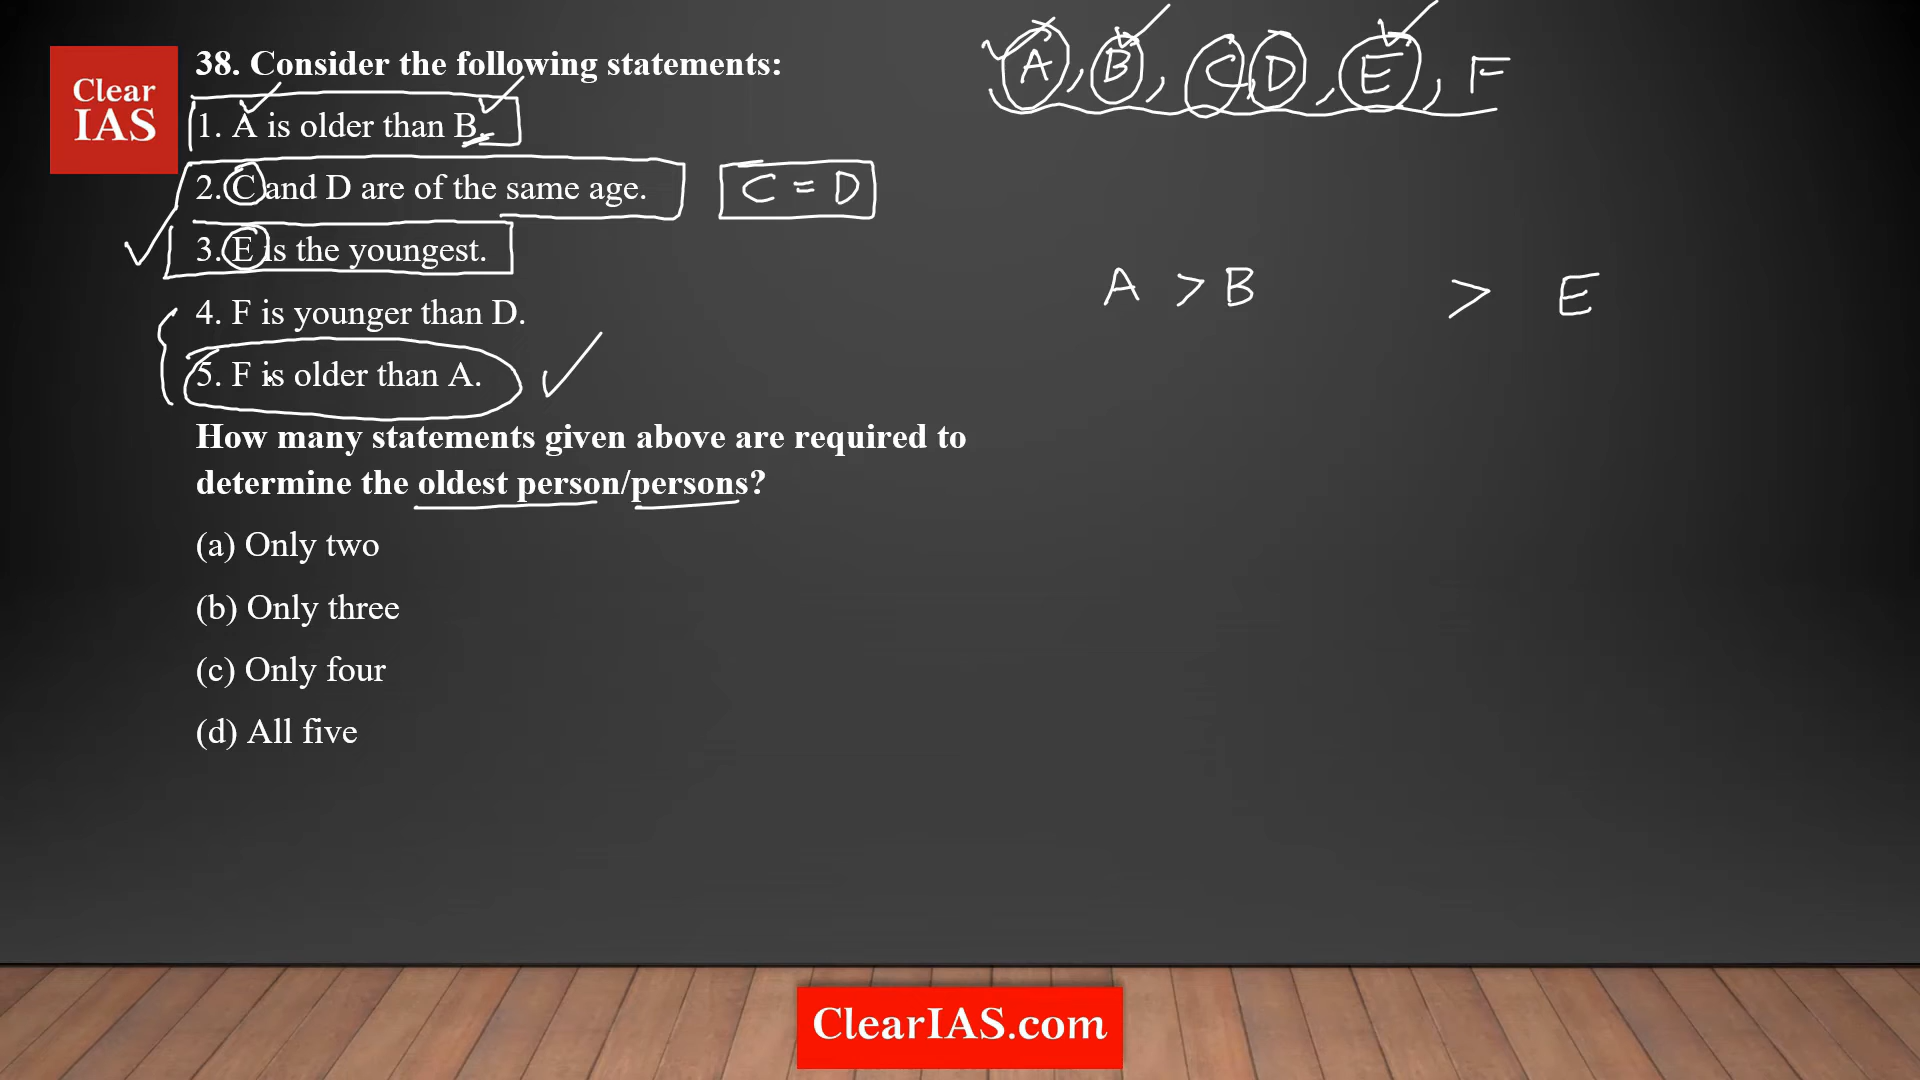 Clear
IAS
38. Consider the following statements:
A, B, C, D, E, F
1. A is older than B.
2. C and D are of the same age.
C = D
3. E is the youngest.
A > B > E
4. F is younger than D.
5. F is older than A.
How many statements given above are required to
determine the oldest person/persons?
(a) Only two
(b) Only three
(c) Only four
(d) All five
ClearIAS.com